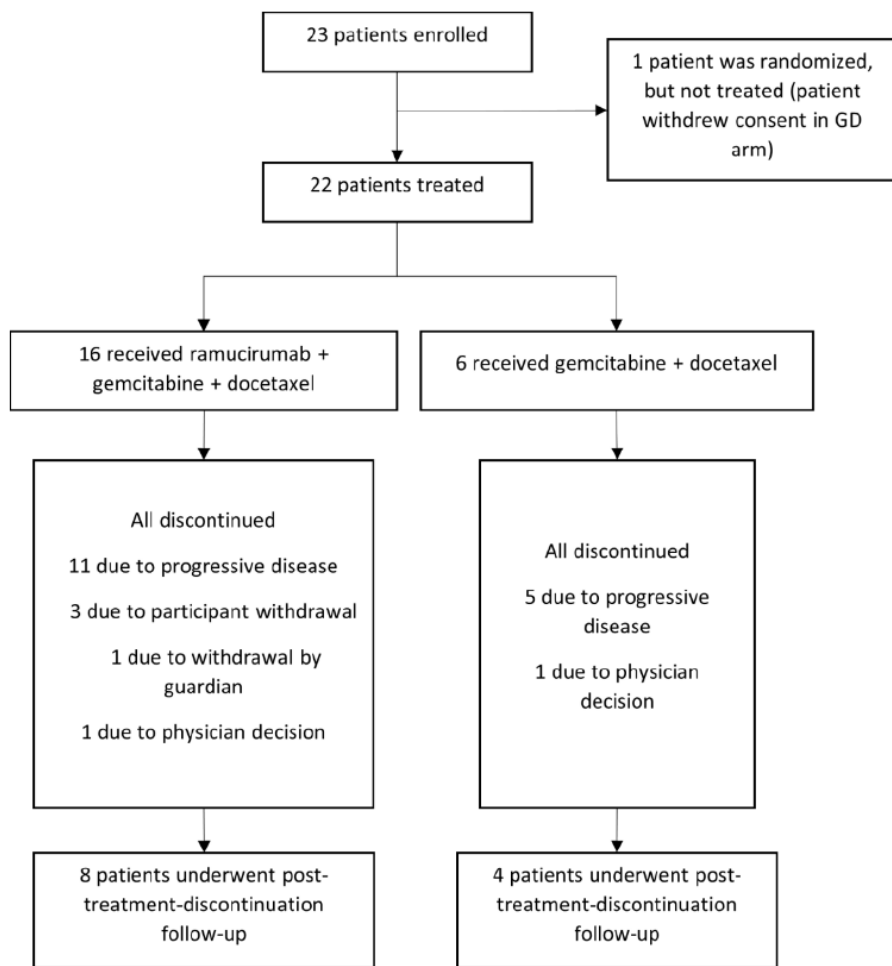 23 patients enrolled
1 patient was randomized,
but not treated (patient
withdrew consent in GD
arm)
22 patients treated
16 received ramucirumab +
gemcitabine + docetaxel
6 received gemcitabine + docetaxel
All discontinued
11 due to progressive disease
3 due to participant withdrawal
1 due to withdrawal by
guardian
1 due to physician decision
All discontinued
5 due to progressive
disease
1 due to physician
decision
8 patients underwent post-
treatment-discontinuation
follow-up
4 patients underwent post-
treatment-discontinuation
follow-up